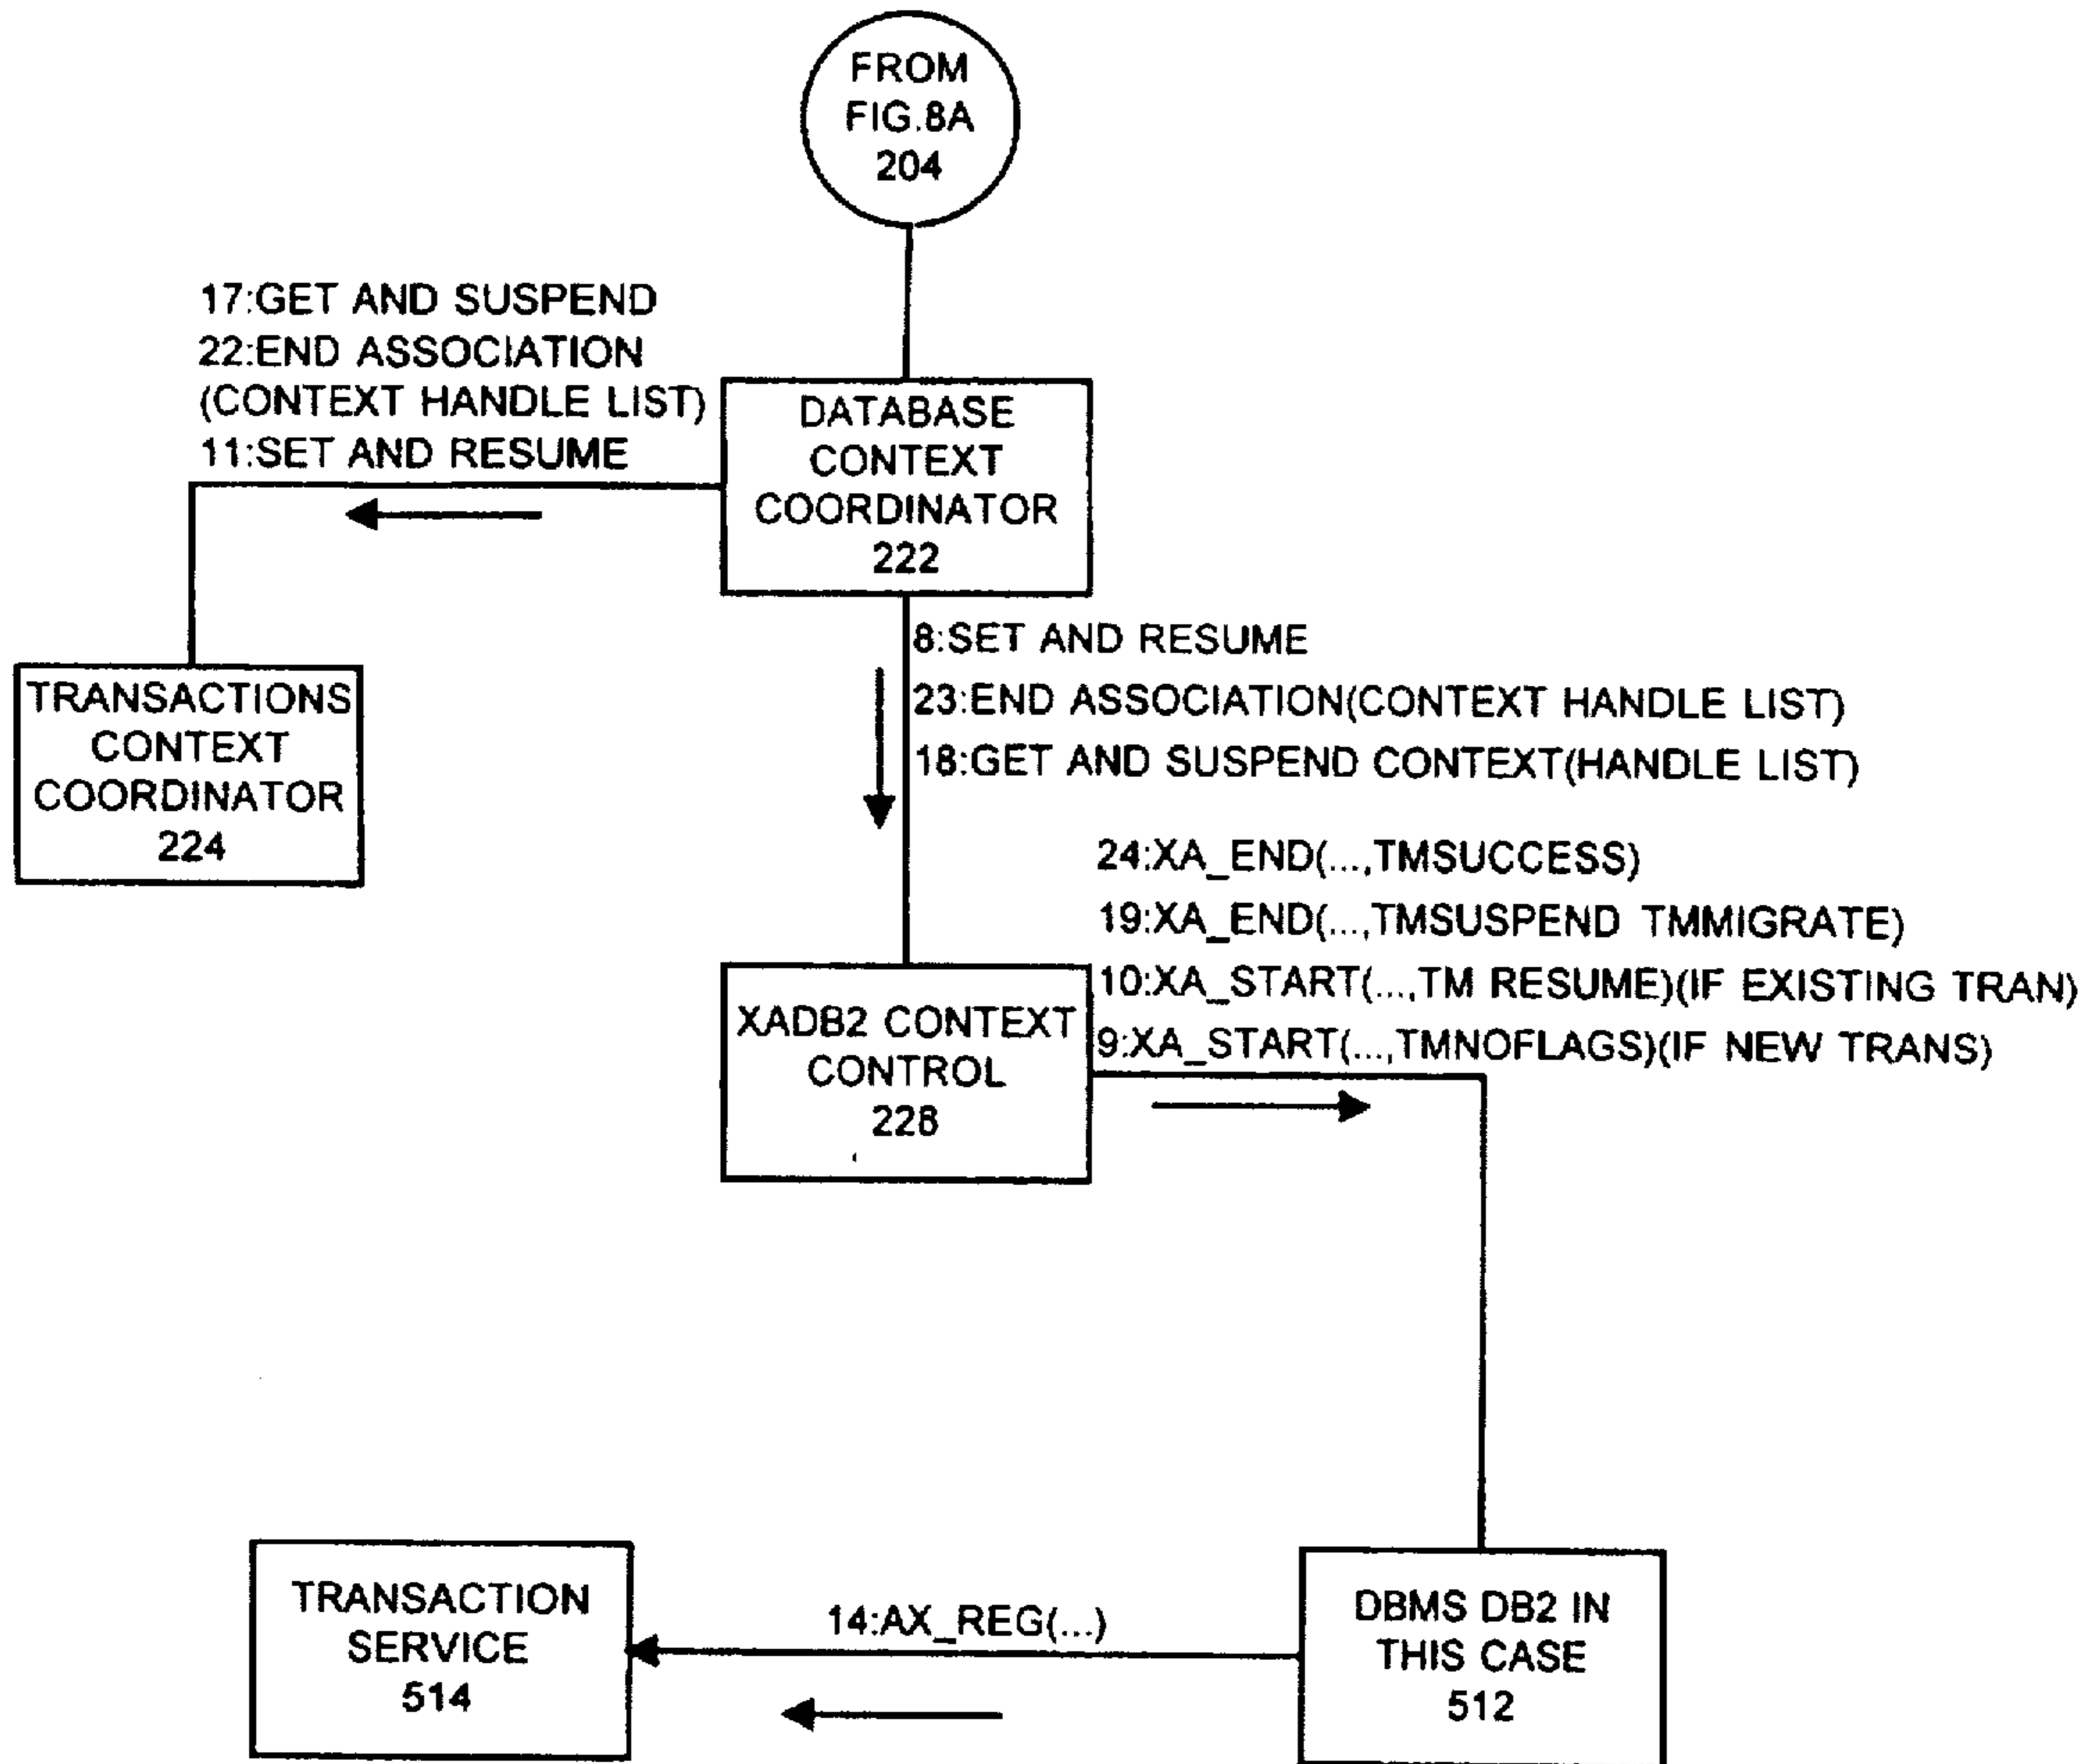 FROM
FIG.8A
204
17:GET AND SUSPEND
22:END ASSOCIATION
(CONTEXT HANDLE LIST)
11:SET AND RESUME
DATABASE
CONTEXT
COORDINATOR
222
TRANSACTIONS
CONTEXT
COORDINATOR
224
8:SET AND RESUME
23:END ASSOCIATION(CONTEXT HANDLE LIST)
18:GET AND SUSPEND CONTEXT(HANDLE LIST)
24:XA_END(...,TMSUCCESS)
19:XA_END(...,TMSUSPEND TMMIGRATE)
10:XA_START(...,TM RESUME)(IF EXISTING TRAN)
9:XA_START(...,TMNOFLAGS)(IF NEW TRANS)
XADB2 CONTEXT
CONTROL
228
TRANSACTION
SERVICE
514
14:AX_REG(...)
DBMS DB2 IN
THIS CASE
512